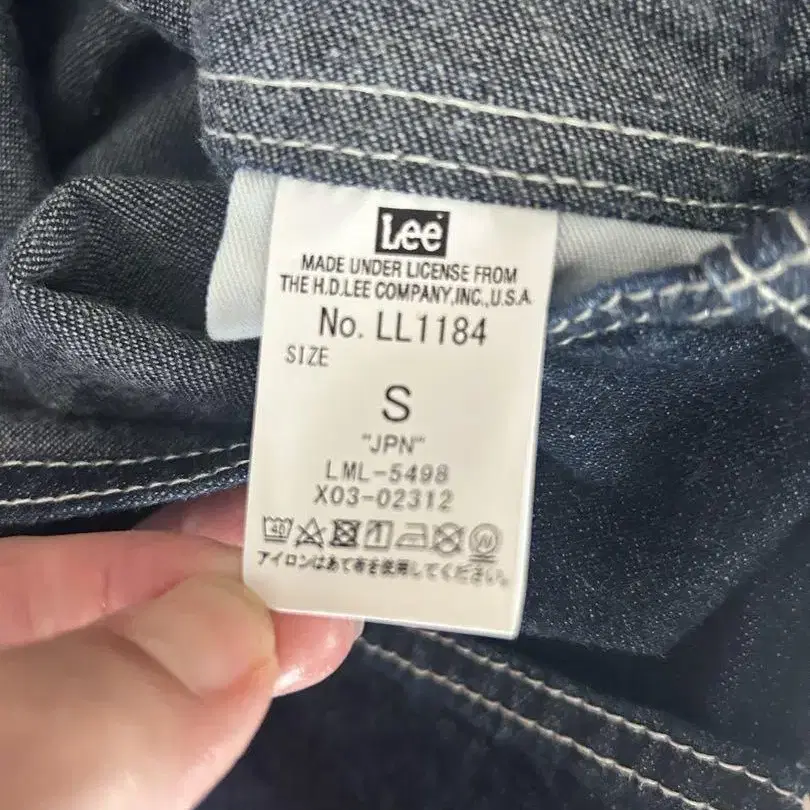 Lee
MADE UNDER LICENSE FROM
THE H.D.LEE COMPANY,INC.,U.S.A.
No. LL1184
SIZE
S
"JPN"
LML-5498
X03-02312
40 W
アイロンはあて布を使用してください。